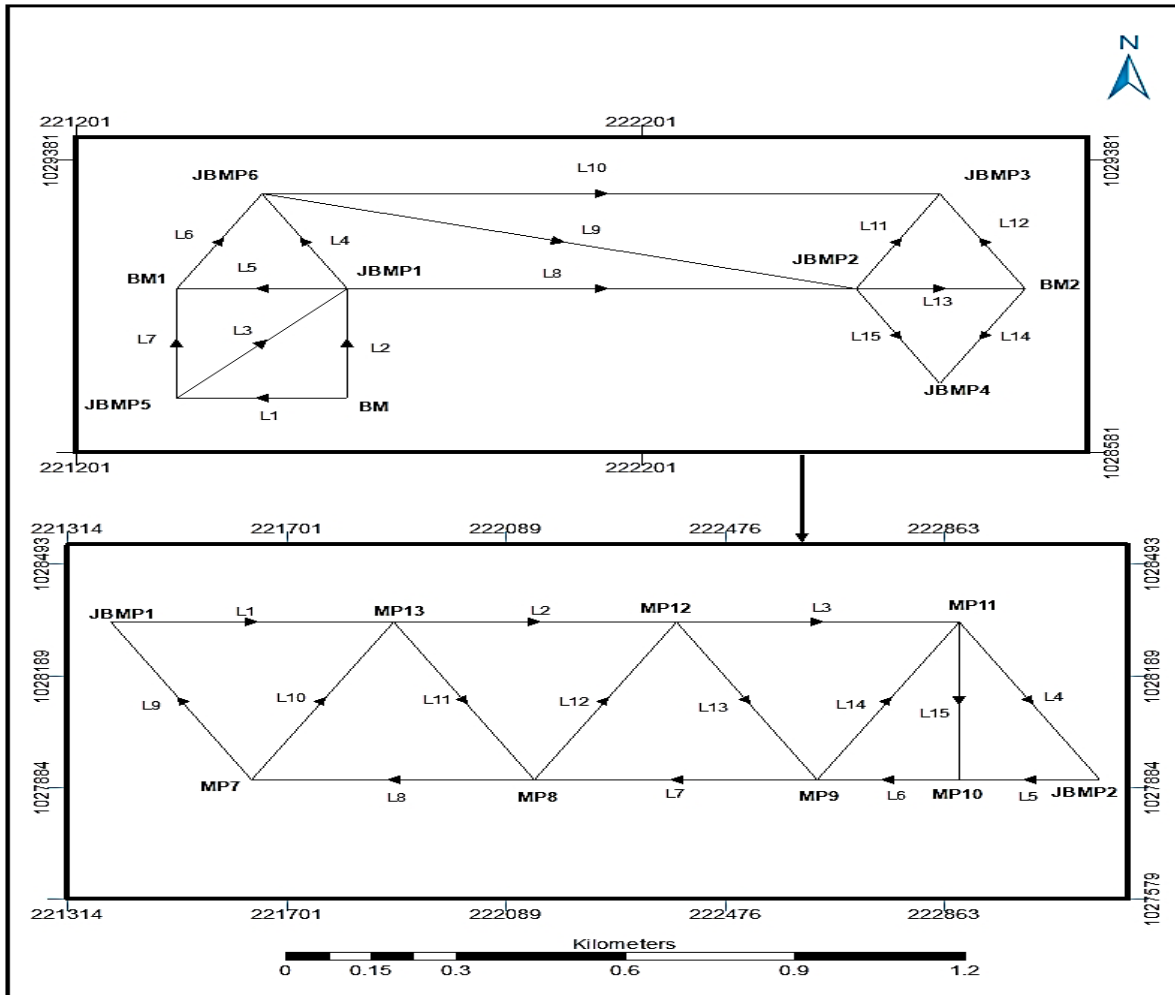 N
221201 222201
1029381 1029381
JBMP6 L10 JBMP3
L6 L4 L9 L11 L12
BM1 L5 JBMP1 L8 JBMP2 L13 BM2
L7 L3 L2 L15 L14
JBMP5 L1 BM JBMP4
1028581
221201 222201
221314 221701 222089 222476 222863
1028493 1028493
JBMP1 L1 MP13 L2 MP12 L3 MP11
1028189 1028189
L9 L10 L11 L12 L13 L14 L15 L4
1027884 1027884
MP7 L8 MP8 L7 MP9 L6 MP10 L5 JBMP2
1027579
221314 221701 222089 222476 222863
Kilometers
0 0.15 0.3 0.6 0.9 1.2